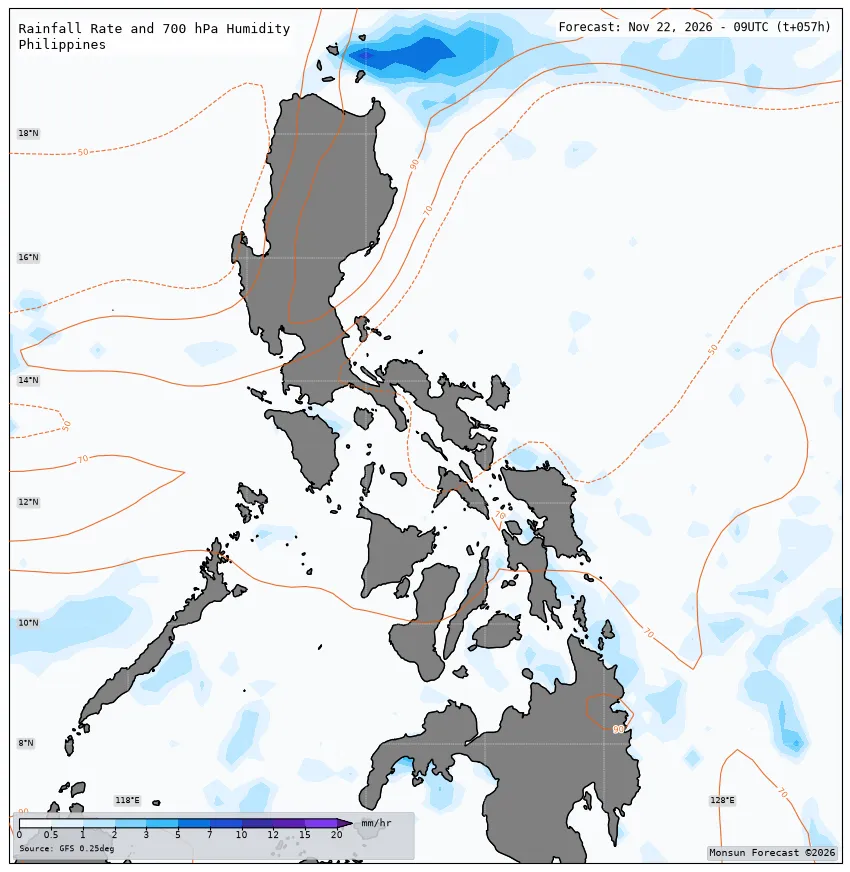 Rainfall Rate and 700 hPa Humidity
Philippines
Forecast: Nov 22, 2026 - 09UTC (t+057h)
18°N
50
90
70
16°N
50
14°N
50
70
12°N
70
10°N
70
90
8°N
70
118°E
128°E
90
0 0.5 1 2 3 5 7 10 12 15 20 mm/hr
Source: GFS 0.25deg
Monsun Forecast ©2026